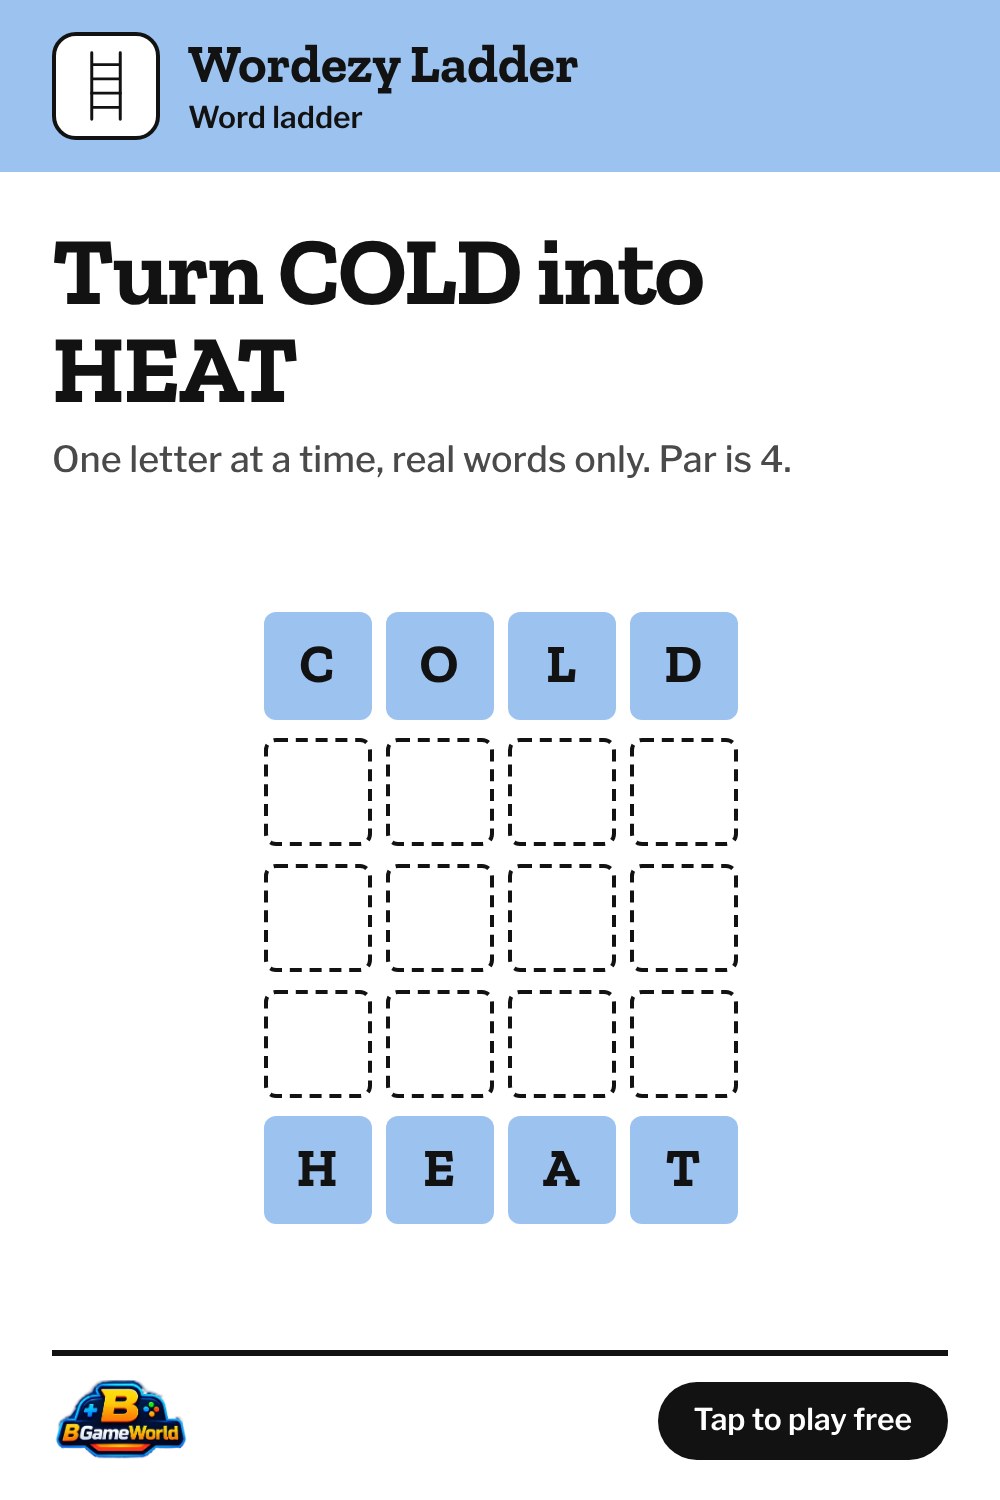 Wordezy Ladder
Word ladder
Turn COLD into
HEAT
One letter at a time, real words only. Par is 4.
C O L D
H E A T
B
BGameWorld
Tap to play free